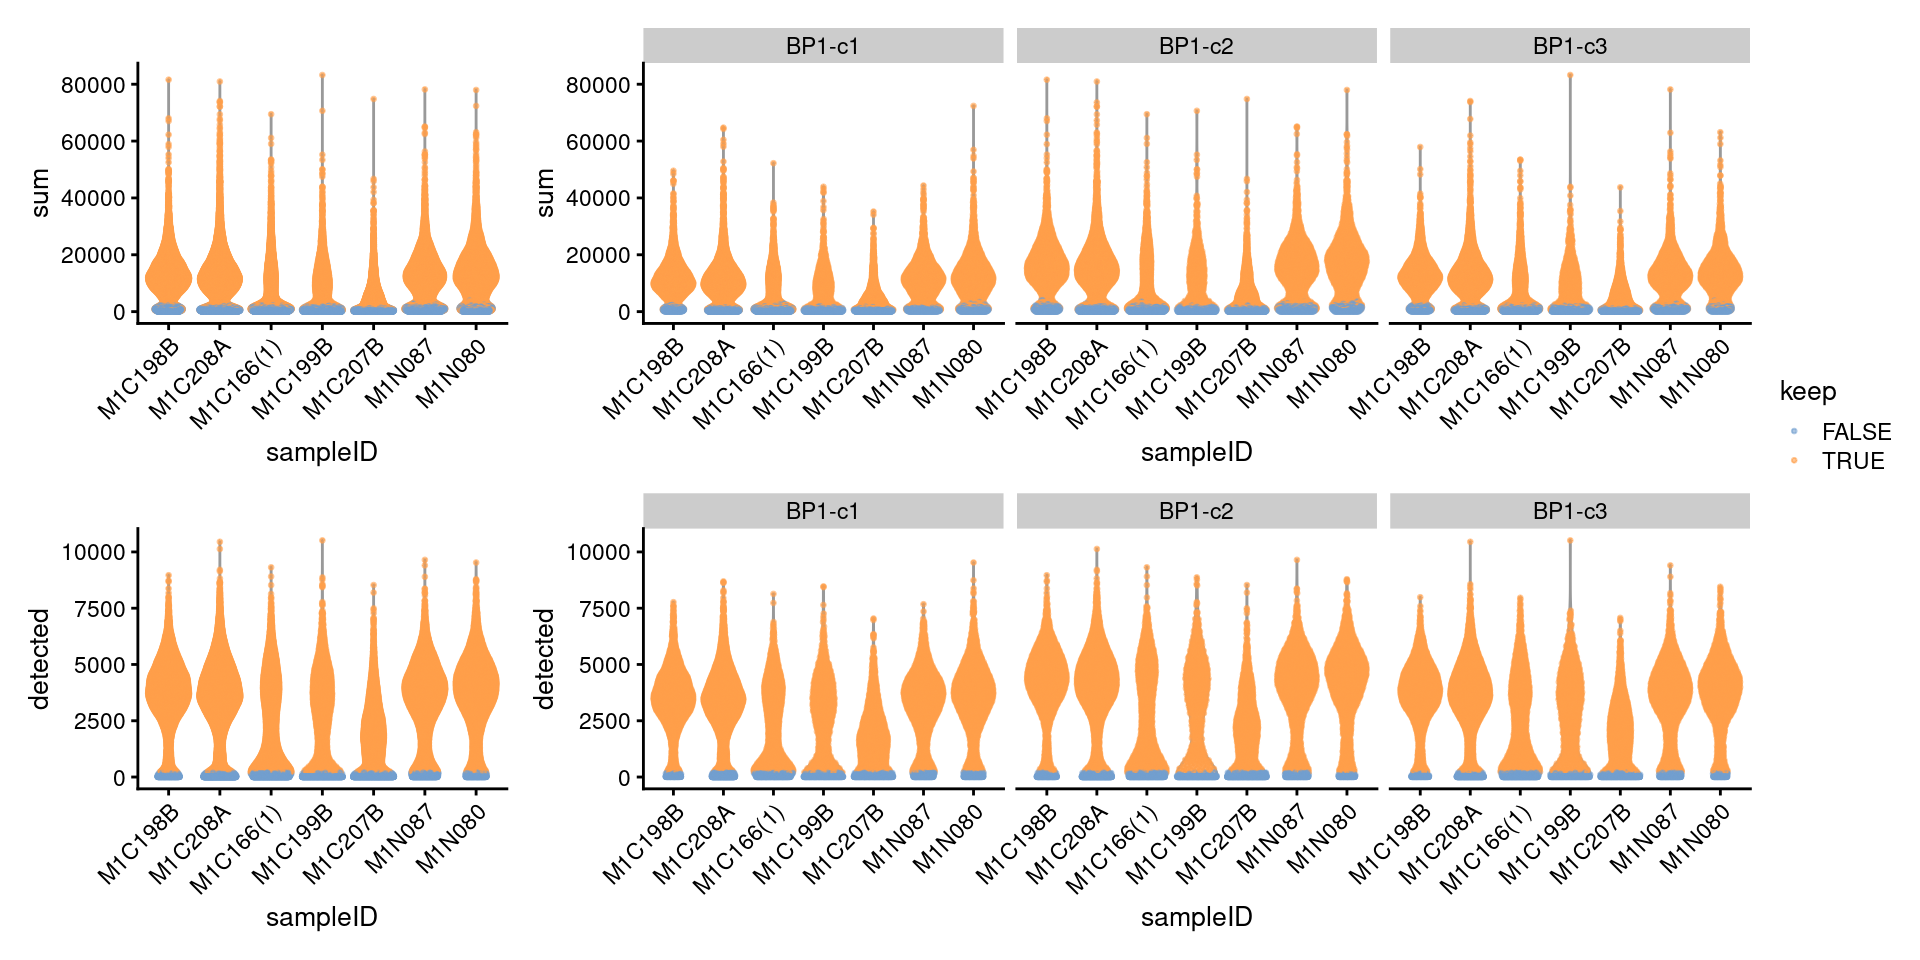 BP1-c1 BP1-c2 BP1-c3
sum
80000
60000
40000
20000
0
M1C198B M1C208A M1C166(1) M1C199B M1C207B M1N087 M1N080
sampleID
sum
80000
60000
40000
20000
0
M1C198B M1C208A M1C166(1) M1C199B M1C207B M1N087 M1N080 M1C198B M1C208A M1C166(1) M1C199B M1C207B M1N087 M1N080 M1C198B M1C208A M1C166(1) M1C199B M1C207B M1N087 M1N080
sampleID
keep
FALSE
TRUE
BP1-c1 BP1-c2 BP1-c3
detected
10000
7500
5000
2500
0
M1C198B M1C208A M1C166(1) M1C199B M1C207B M1N087 M1N080
sampleID
detected
10000
7500
5000
2500
0
M1C198B M1C208A M1C166(1) M1C199B M1C207B M1N087 M1N080 M1C198B M1C208A M1C166(1) M1C199B M1C207B M1N087 M1N080 M1C198B M1C208A M1C166(1) M1C199B M1C207B M1N087 M1N080
sampleID